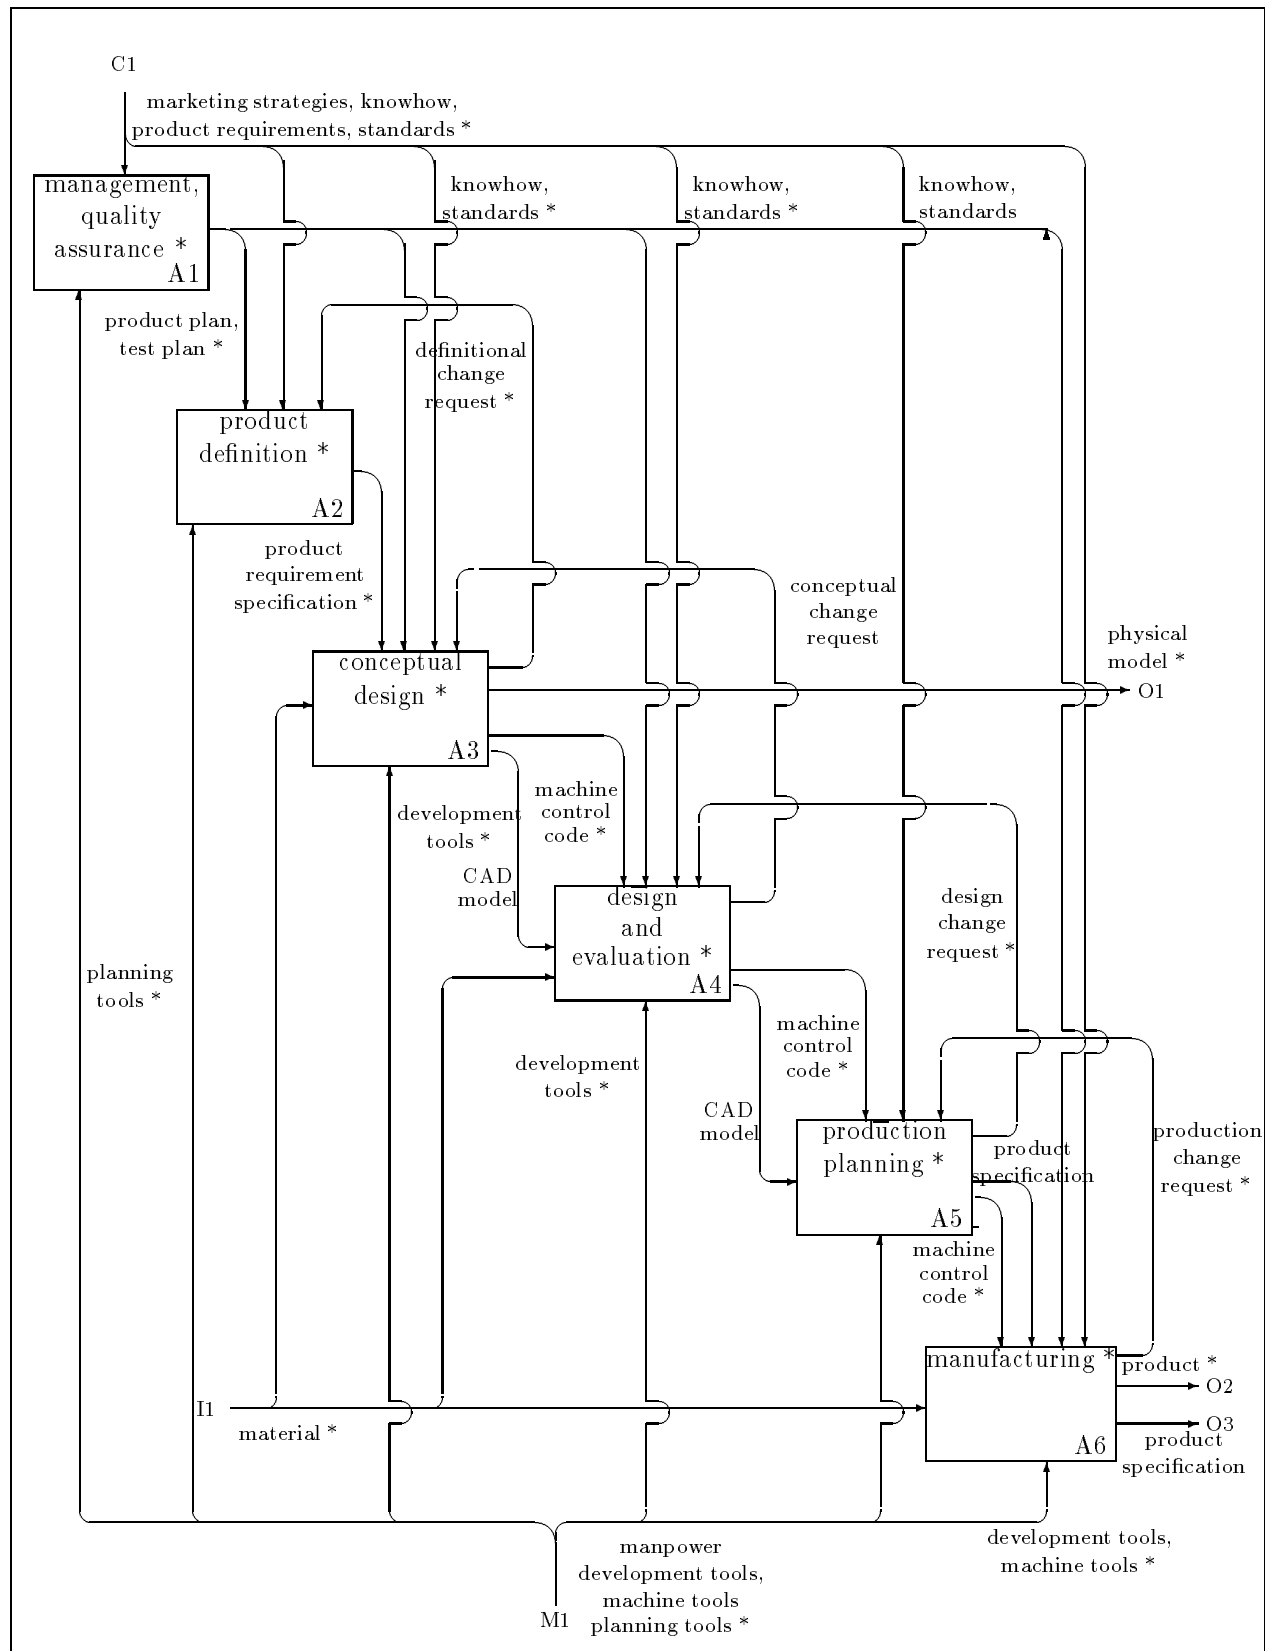 C1
marketing strategies, knowhow,
product requirements, standards *
management,
quality
assurance *
A1
knowhow,
standards *
knowhow,
standards *
knowhow,
standards
product plan,
test plan *
definitional
change
request *
product
definition *
A2
product
requirement
specification *
conceptual
change
request
physical
model *
O1
conceptual
design *
A3
development
tools *
machine
control
code *
CAD
model
design
and
evaluation *
A4
design
change
request *
planning
tools *
development
tools *
machine
control
code *
CAD
model
production
planning *
A5
product
specification
production
change
request *
machine
control
code *
manufacturing *
A6
product *
O2
O3
product
specification
I1
material *
development tools,
machine tools *
manpower
development tools,
machine tools
planning tools *
M1